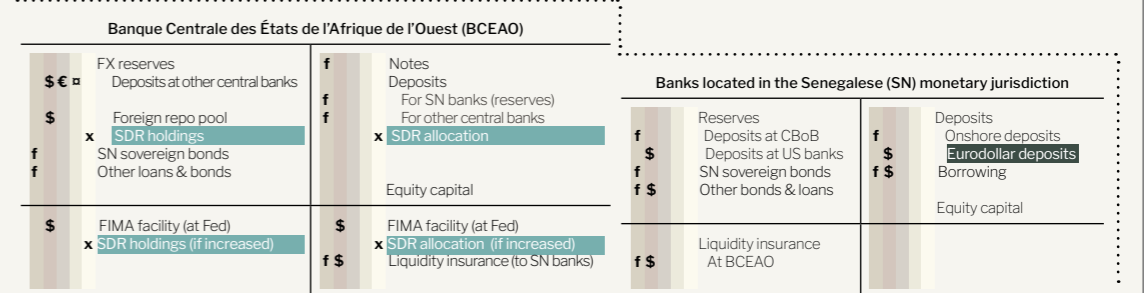 Banque Centrale des États de l'Afrique de l'Ouest (BCEAO)
FX reserves
$ € ¤ Deposits at other central banks
$ Foreign repo pool
x SDR holdings
f SN sovereign bonds
f Other loans & bonds
f Notes
Deposits
f For SN banks (reserves)
f For other central banks
x SDR allocation
Equity capital
$ FIMA facility (at Fed)
x SDR holdings (if increased)
$ FIMA facility (at Fed)
x SDR allocation (if increased)
f $ Liquidity insurance (to SN banks)
Banks located in the Senegalese (SN) monetary jurisdiction
Reserves
f Deposits at CBoB
$ Deposits at US banks
f SN sovereign bonds
f $ Other bonds & loans
Deposits
f Onshore deposits
$ Eurodollar deposits
f $ Borrowing
Equity capital
Liquidity insurance
f $ At BCEAO